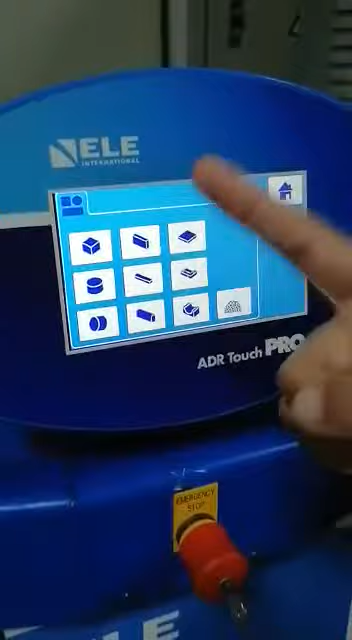 ELE
INTERNATIONAL
ADR Touch PRO
EMERGENCY
STOP
ELE